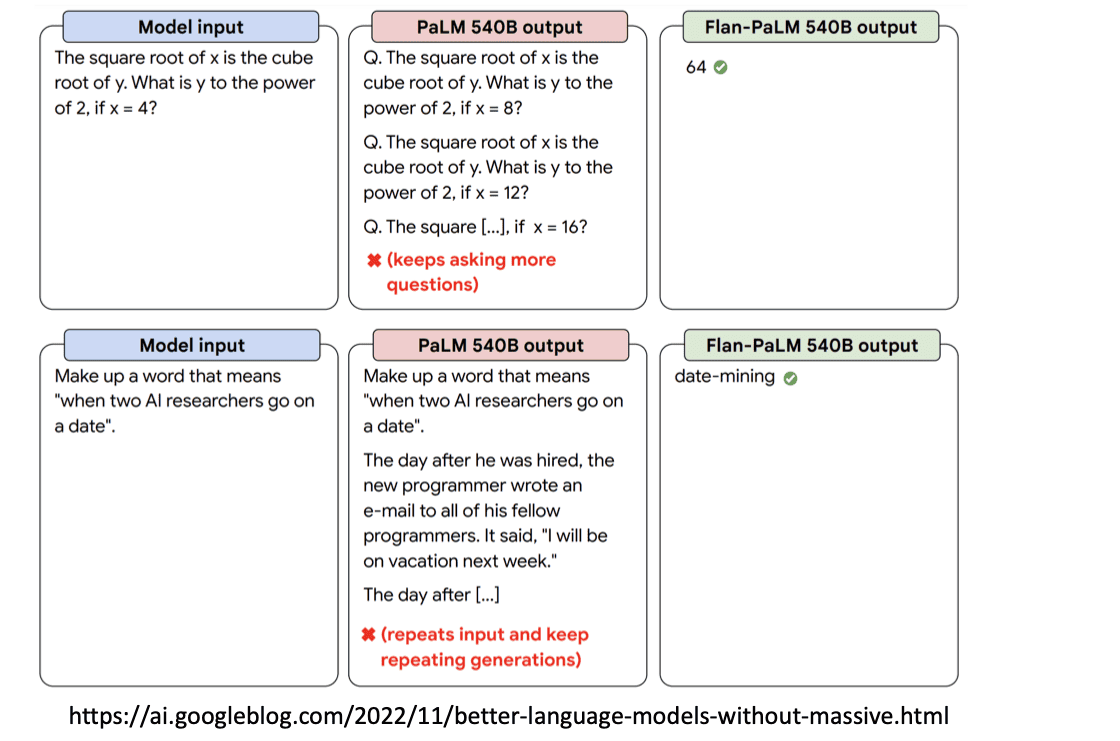 Model input
The square root of x is the cube
root of y. What is y to the power
of 2, if x = 4?
PaLM 540B output
Q. The square root of x is the
cube root of y. What is y to the
power of 2, if x = 8?
Q. The square root of x is the
cube root of y. What is y to the
power of 2, if x = 12?
Q. The square [...], if x = 16?
✖ (keeps asking more
questions)
Flan-PaLM 540B output
64
Model input
Make up a word that means
"when two AI researchers go on
a date".
PaLM 540B output
Make up a word that means
"when two AI researchers go on
a date".
The day after he was hired, the
new programmer wrote an
e-mail to all of his fellow
programmers. It said, "I will be
on vacation next week."
The day after [...]
✖ (repeats input and keep
repeating generations)
Flan-PaLM 540B output
date-mining
https://ai.googleblog.com/2022/11/better-language-models-without-massive.html